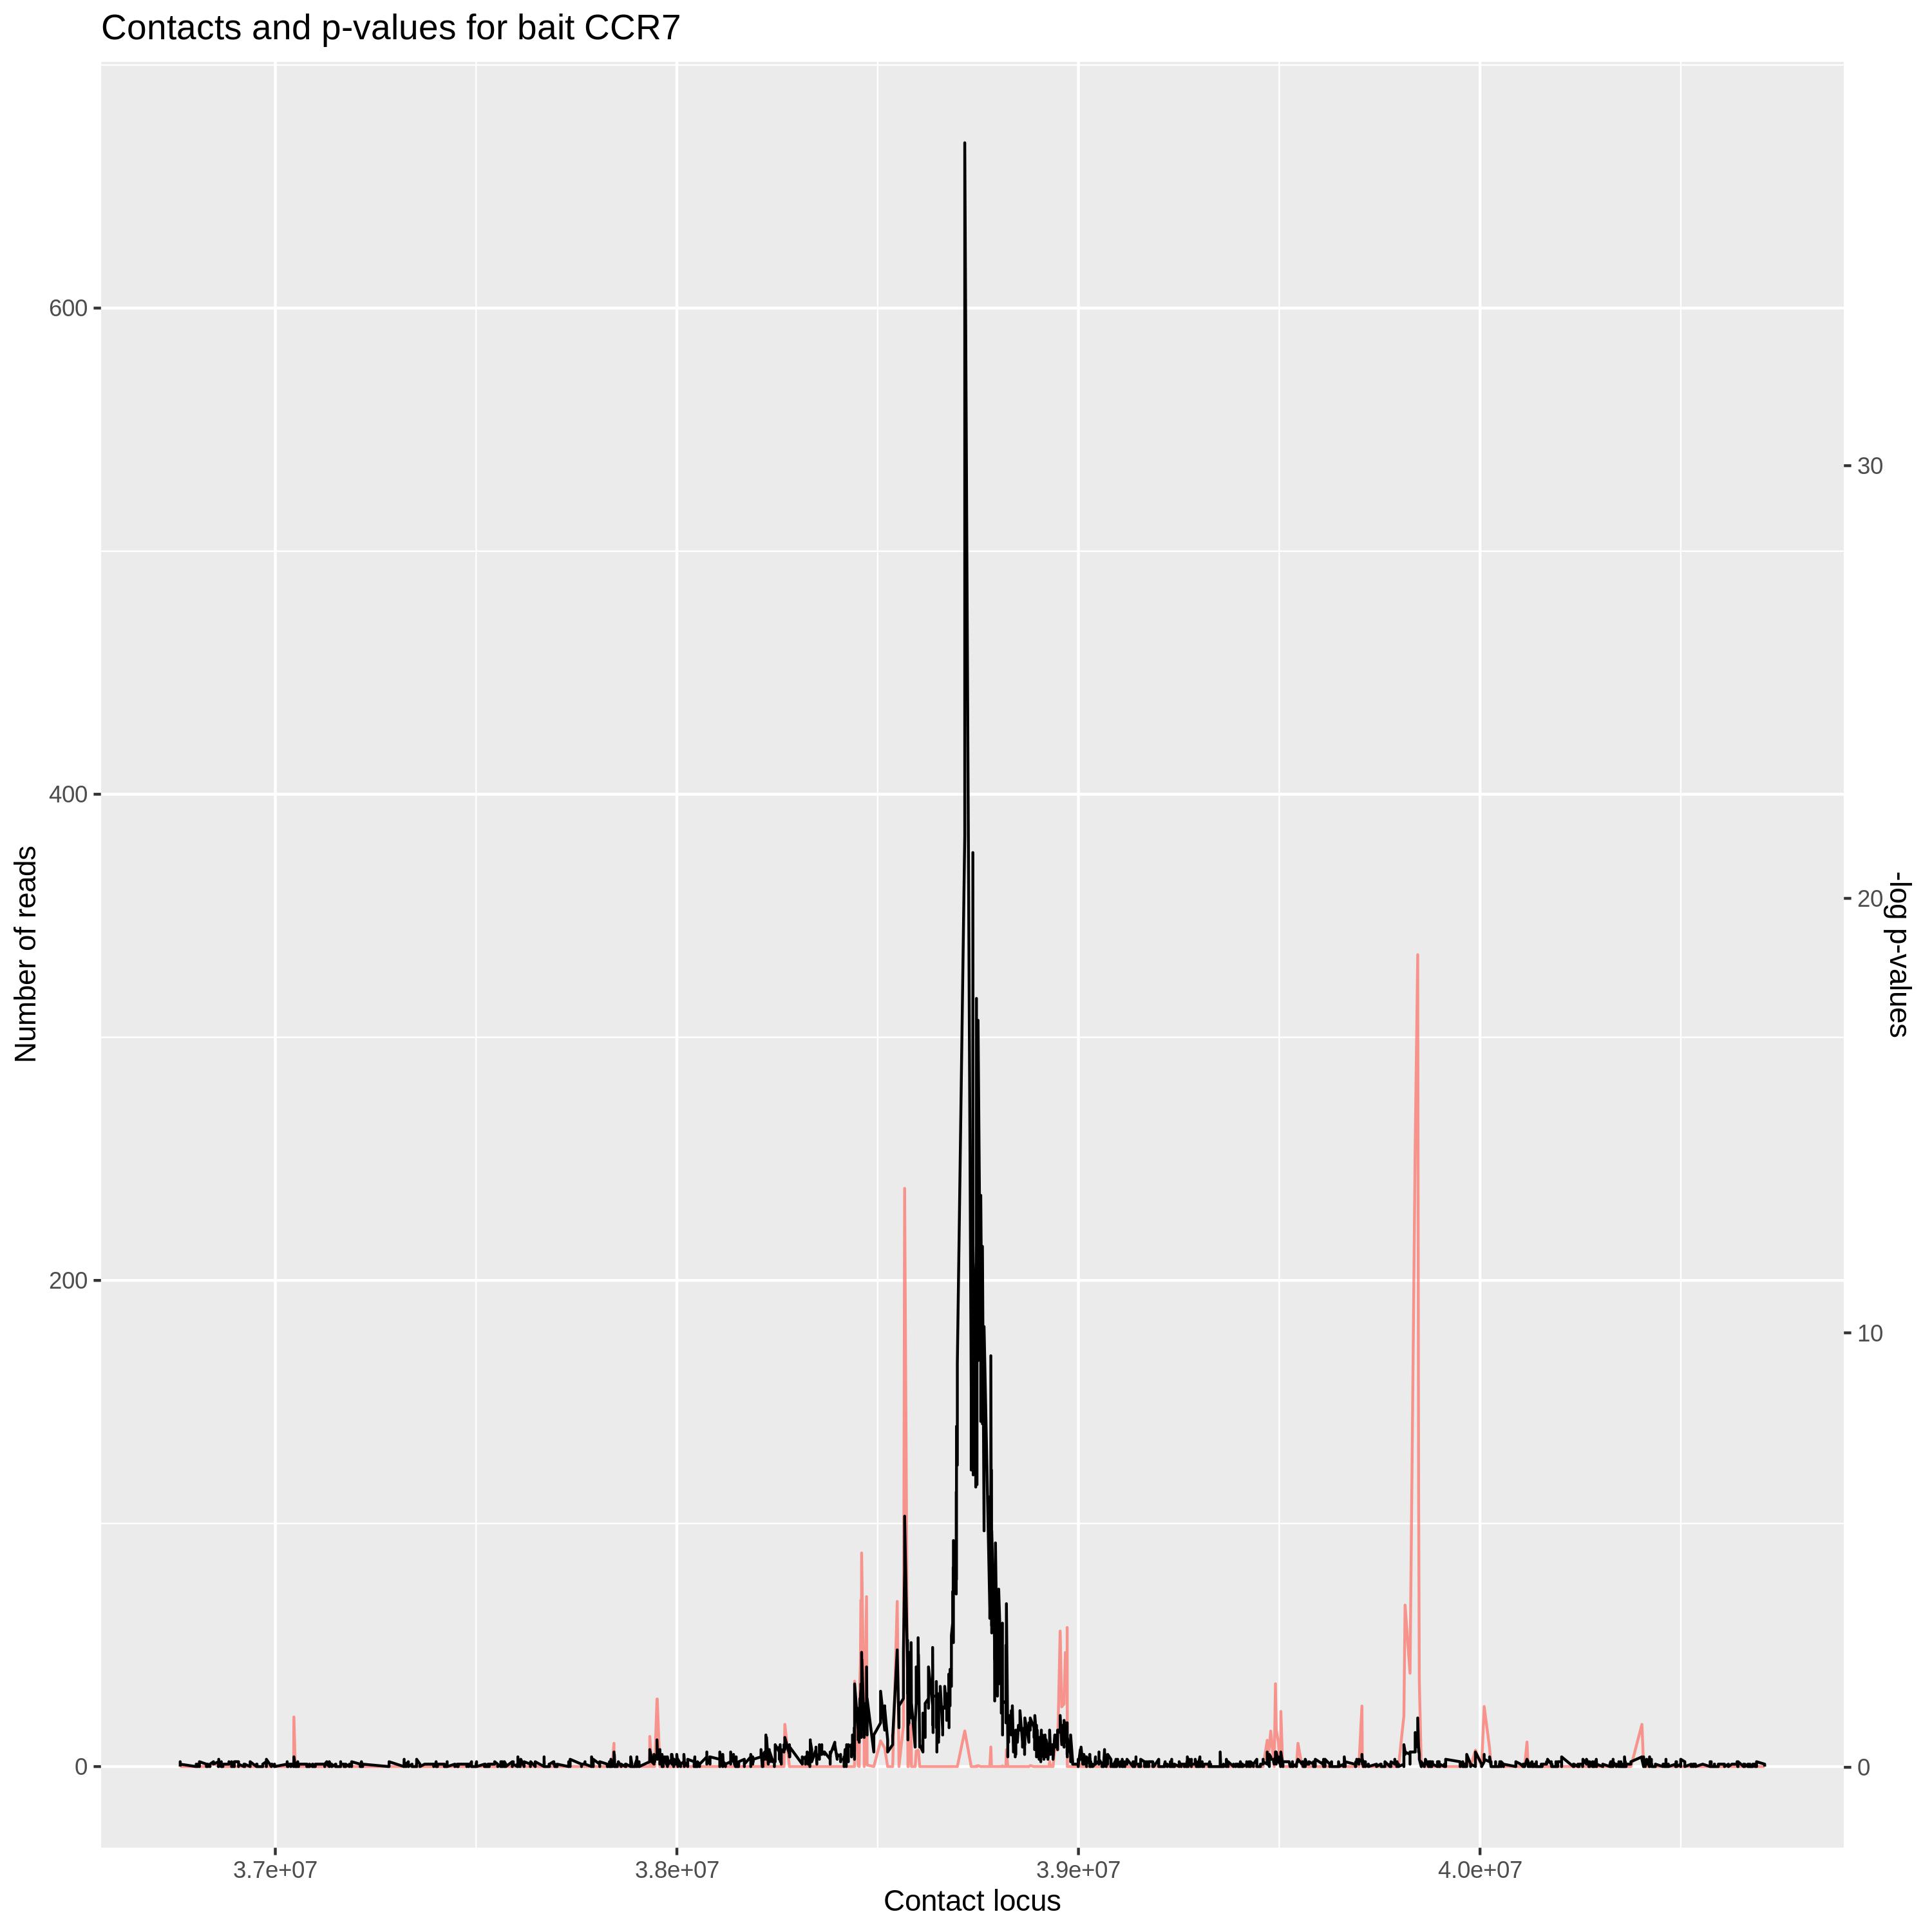 Contacts and p-values for bait CCR7
600
400
200
0
Number of reads
30
20
10
0
-log p-values
3.7e+07
3.8e+07
3.9e+07
4.0e+07
Contact locus